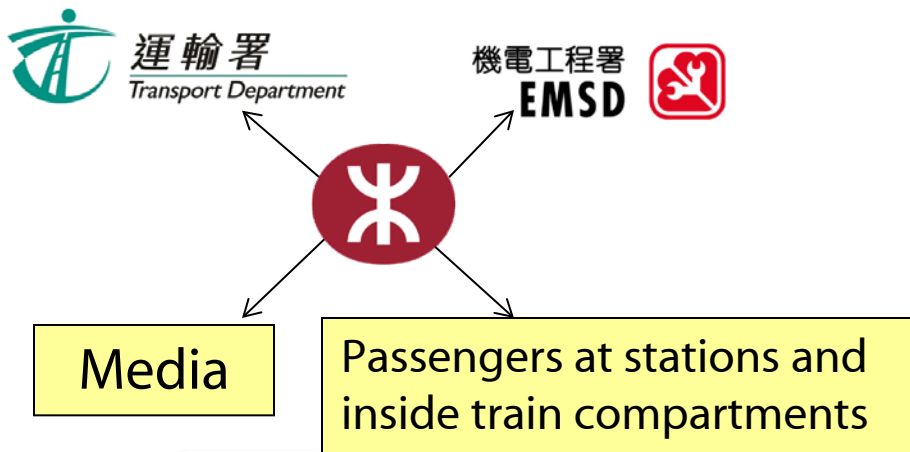 運輸署
Transport Department
機電工程署
EMSD
Media
Passengers at stations and
inside train compartments